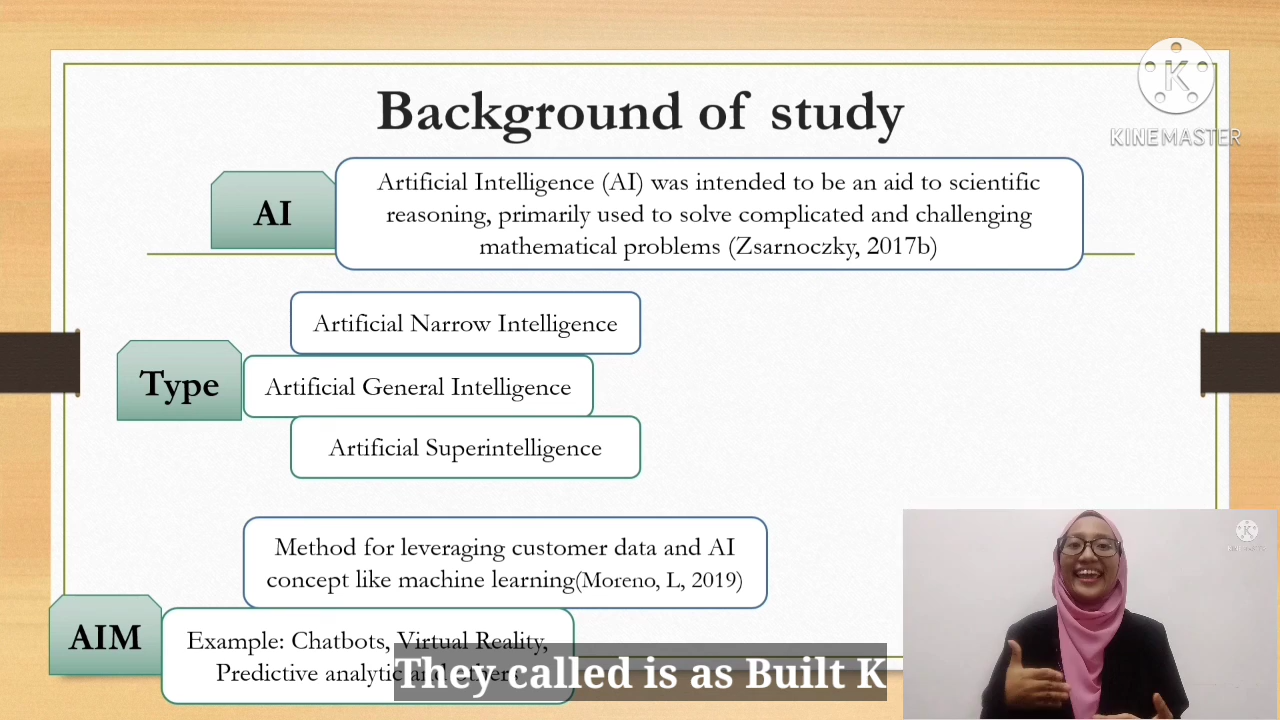 Background of study
KINEMASTER
AI
Artificial Intelligence (AI) was intended to be an aid to scientific
reasoning, primarily used to solve complicated and challenging
mathematical problems (Zsarnoczky, 2017b)
Type
Artificial Narrow Intelligence
Artificial General Intelligence
Artificial Superintelligence
Method for leveraging customer data and AI
concept like machine learning(Moreno, L, 2019)
AIM
Example: Chatbots, Virtual Reality,
Predictive analytic and others
They called is as Built K